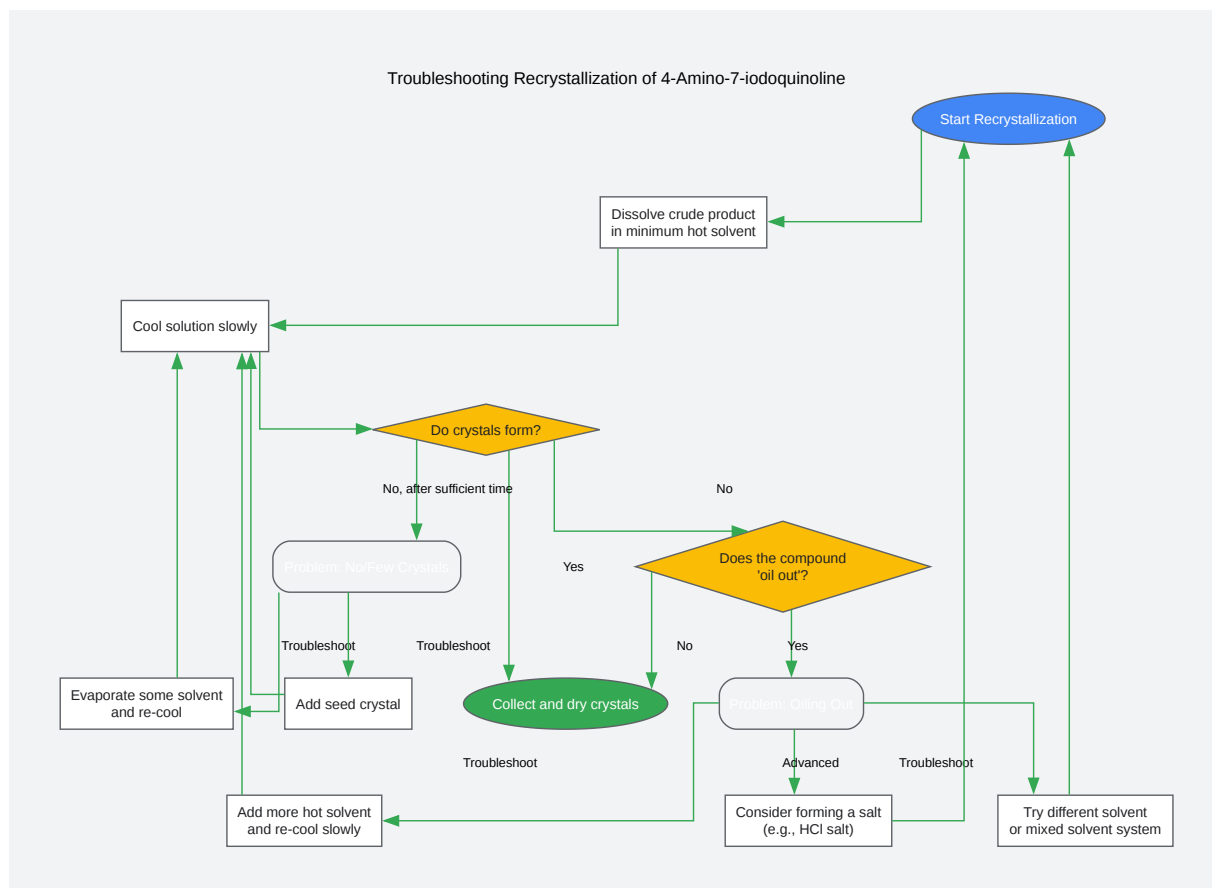 Troubleshooting Recrystallization of 4-Amino-7-iodoquinoline
Start Recrystallization
Dissolve crude product
in minimum hot solvent
Cool solution slowly
Do crystals form?
No, after sufficient time
No
Does the compound
'oil out'?
Problem: No/Few Crystals
Yes
Troubleshoot
Troubleshoot
No
Yes
Evaporate some solvent
and re-cool
Add seed crystal
Collect and dry crystals
Problem: Oiling Out
Troubleshoot
Advanced
Troubleshoot
Add more hot solvent
and re-cool slowly
Consider forming a salt
(e.g., HCl salt)
Try different solvent
or mixed solvent system